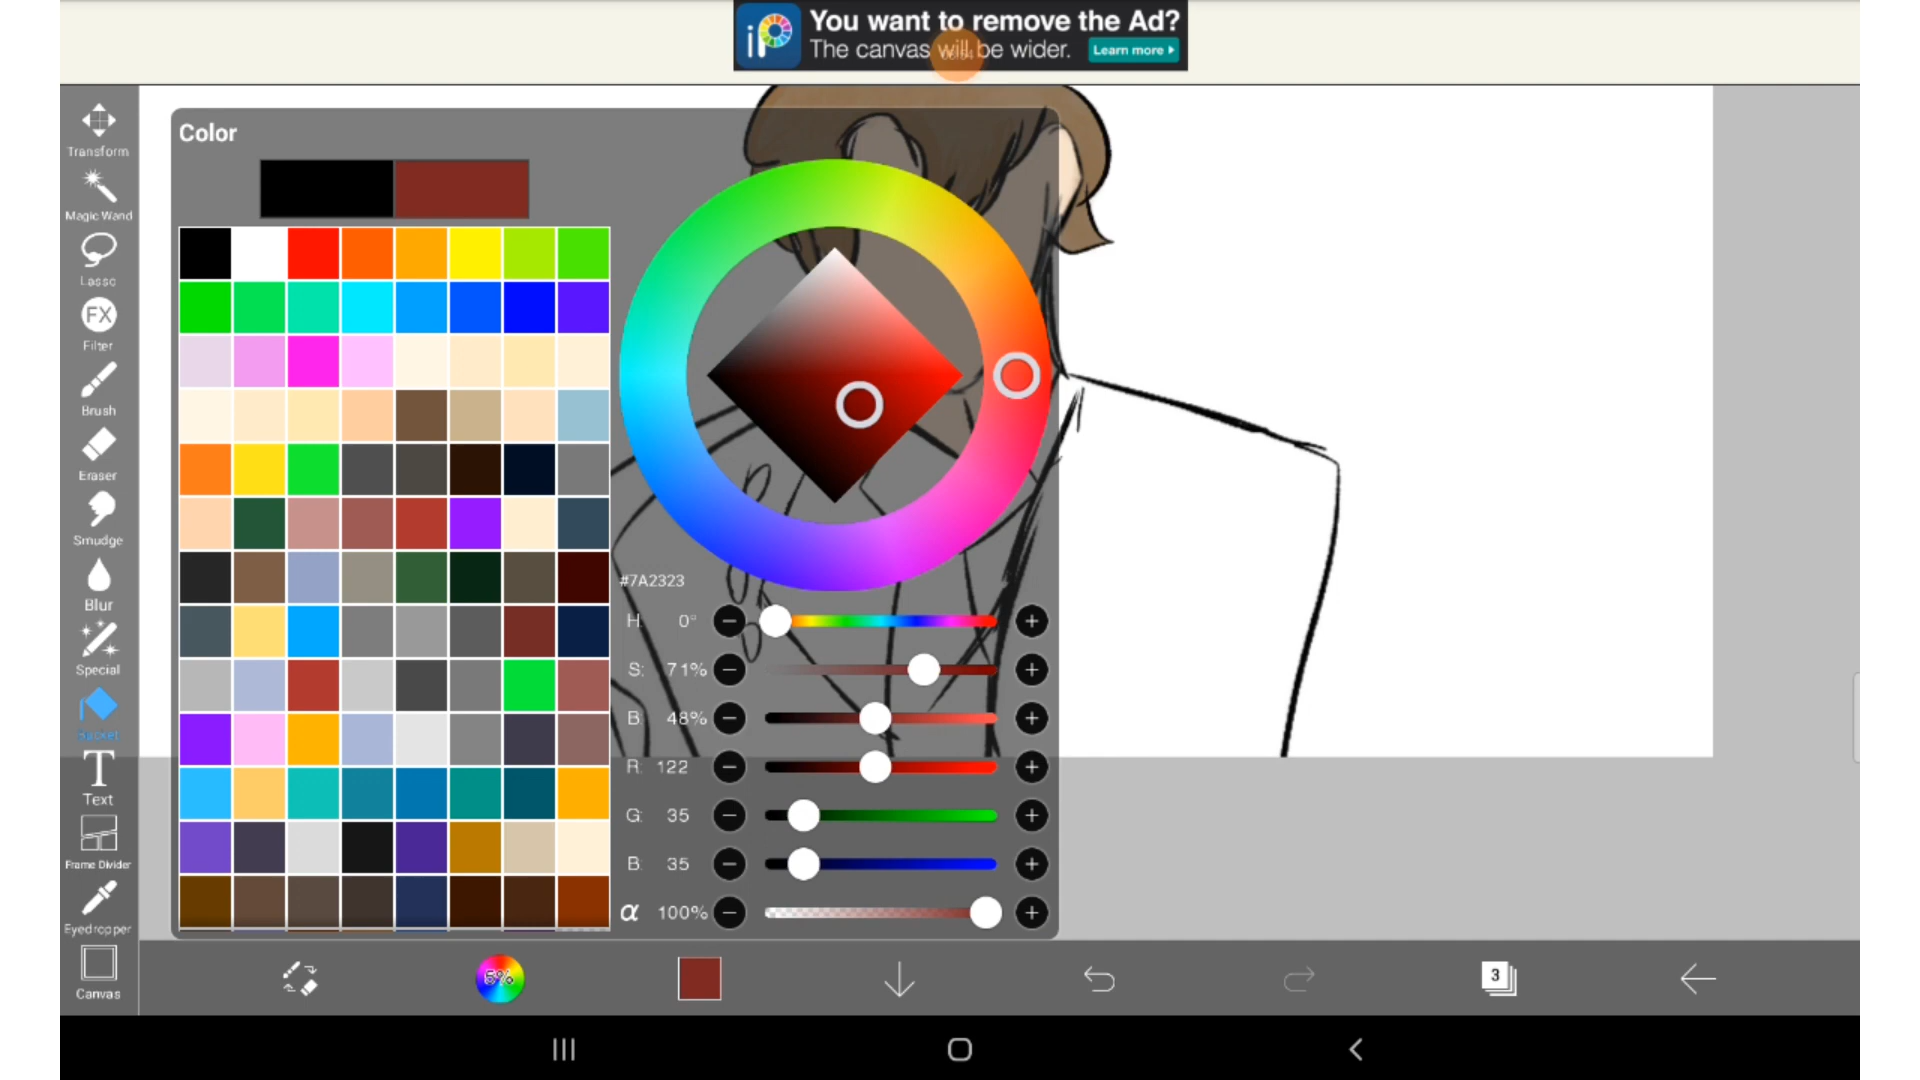 You want to remove the Ad?
The canvas will be wider. Learn more
Transform
Magic Wand
Lasso
FX
Filter
Brush
Eraser
Smudge
Blur
Special
Bucket
T
Text
Frame Divider
Eyedropper
Canvas
Color
#7A2323
H: 0°
S: 71%
B: 48%
R: 122
G: 35
B: 35
α 100%
5%
3